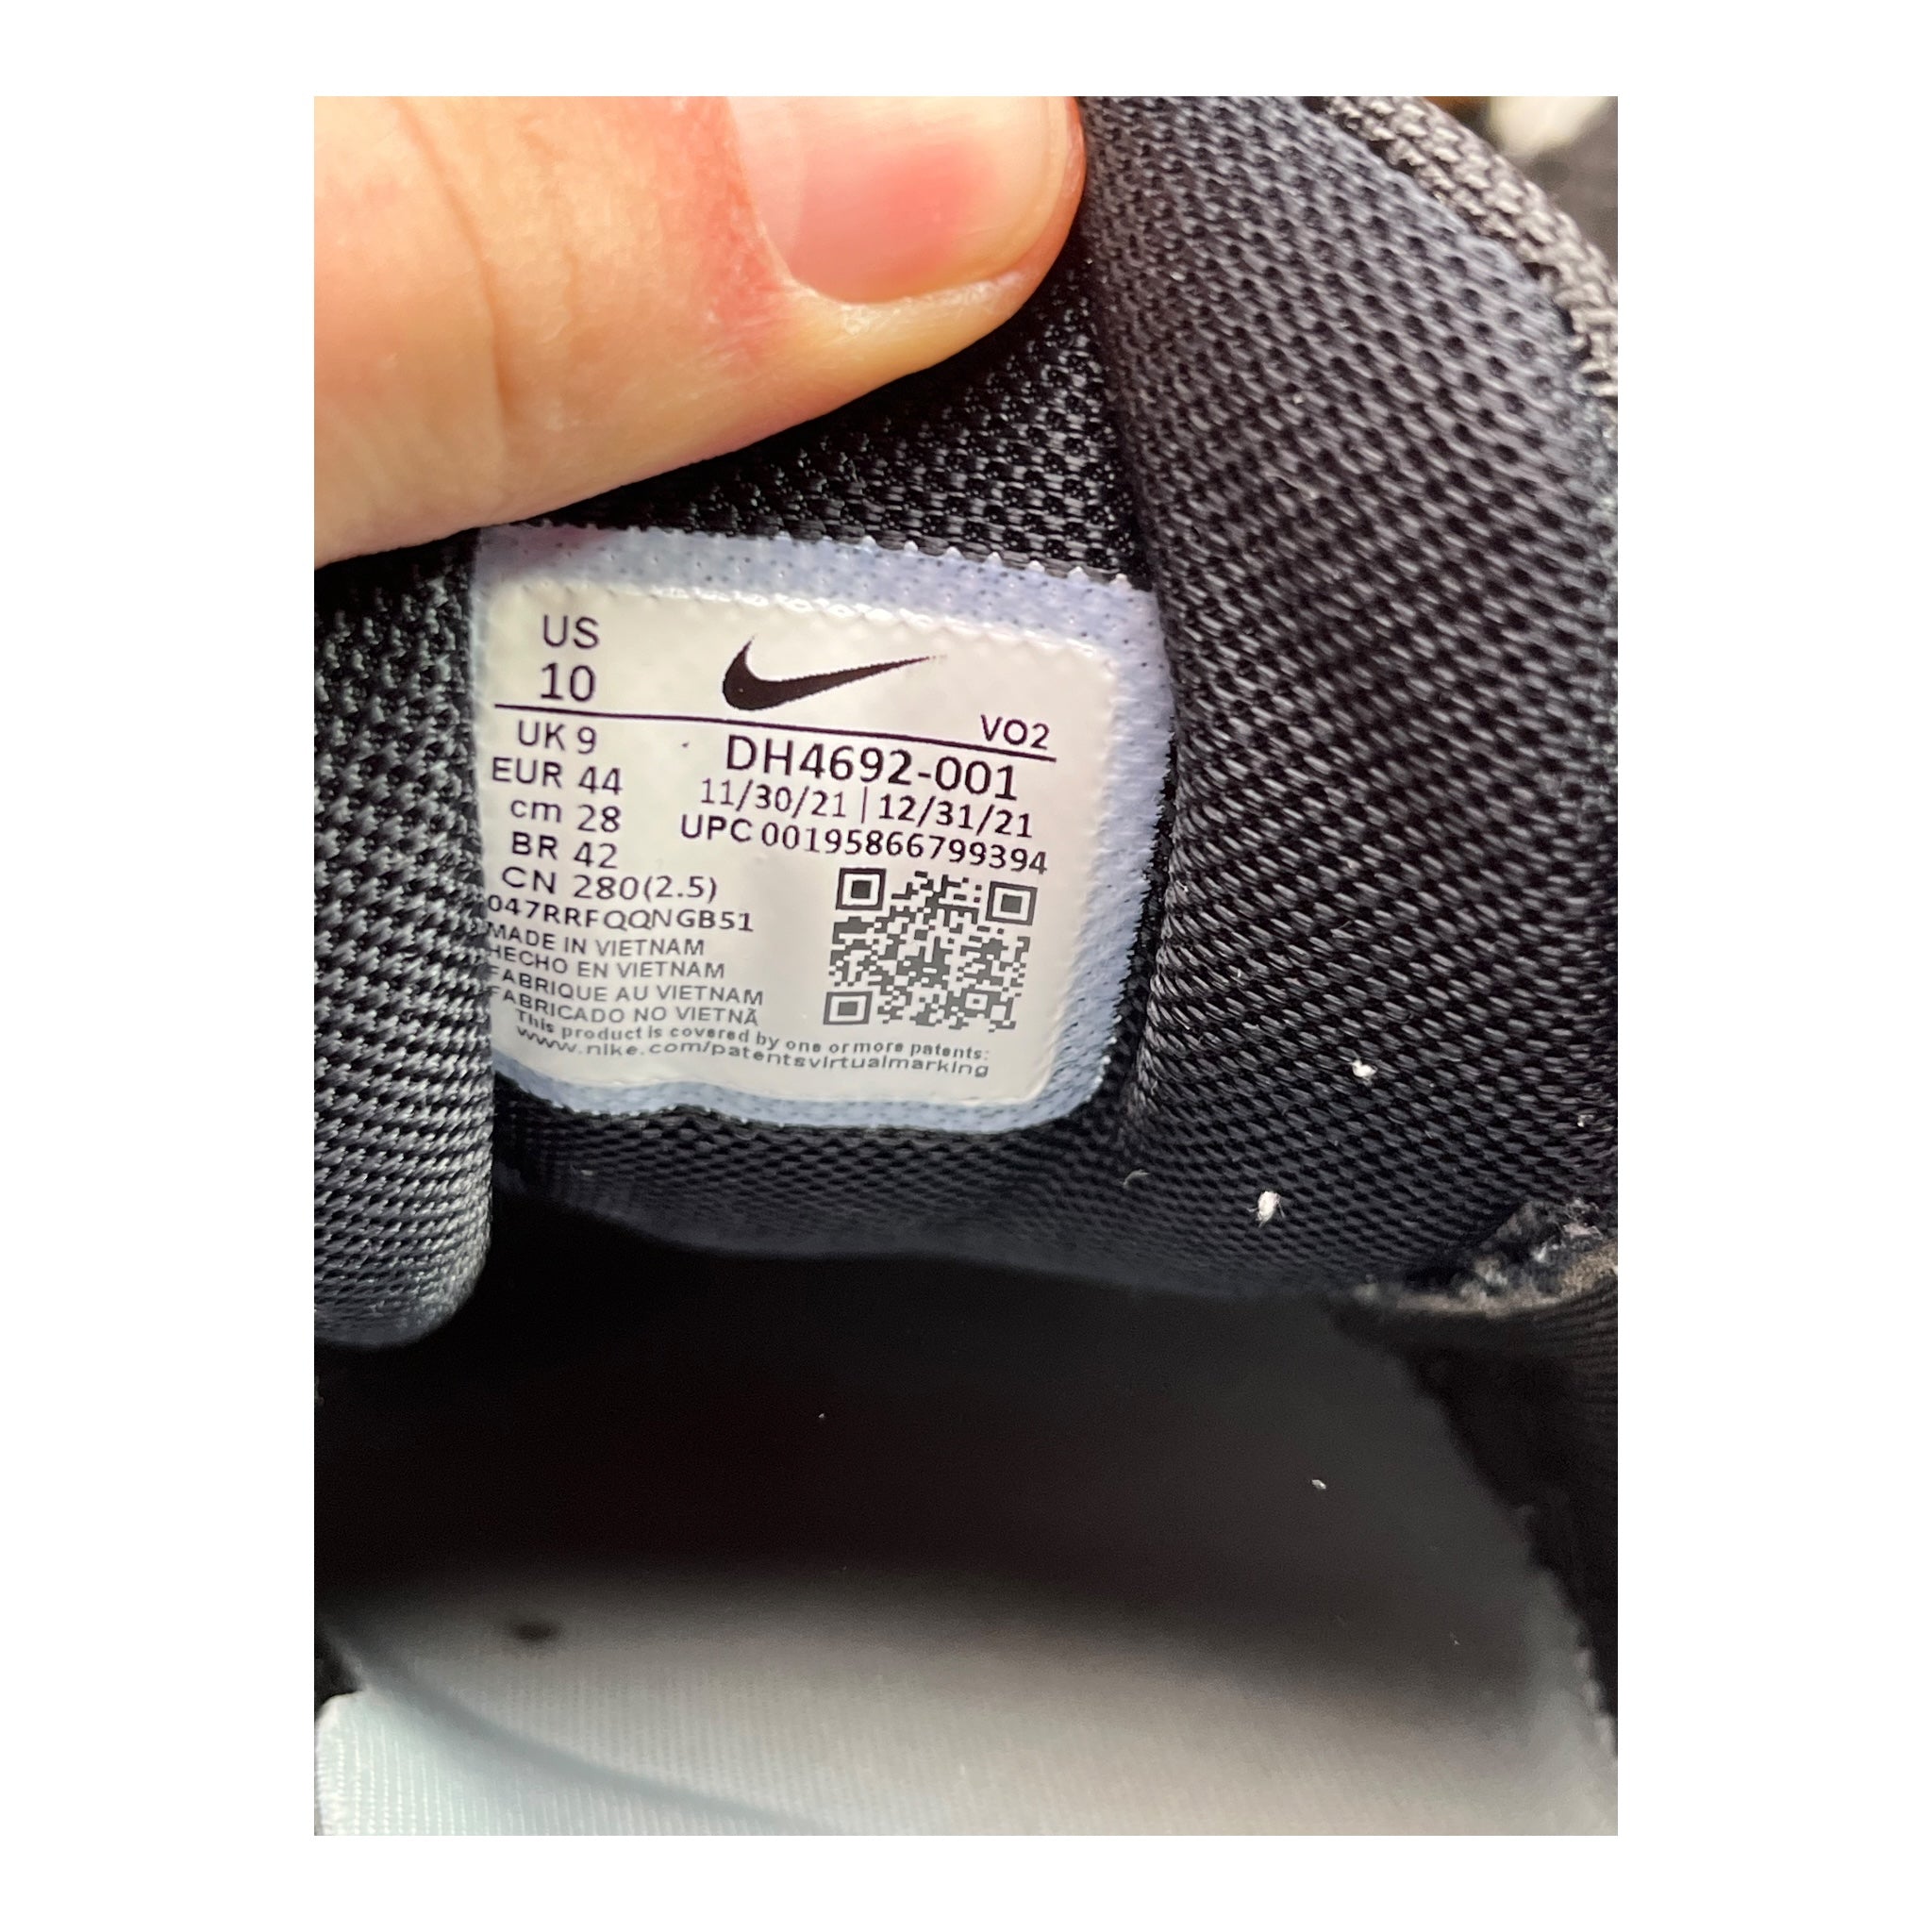 US
10
VO2
UK 9
EUR 44
cm 28
BR 42
CN 280(2.5)
DH4692-001
11/30/21 | 12/31/21
UPC 00195866799394
047RRFQQNGB51
MADE IN VIETNAM
HECHO EN VIETNAM
FABRIQUE AU VIETNAM
FABRICADO NO VIETNÃ
This product is covered by one or more patents:
www.nike.com/patentsvirtualmarking